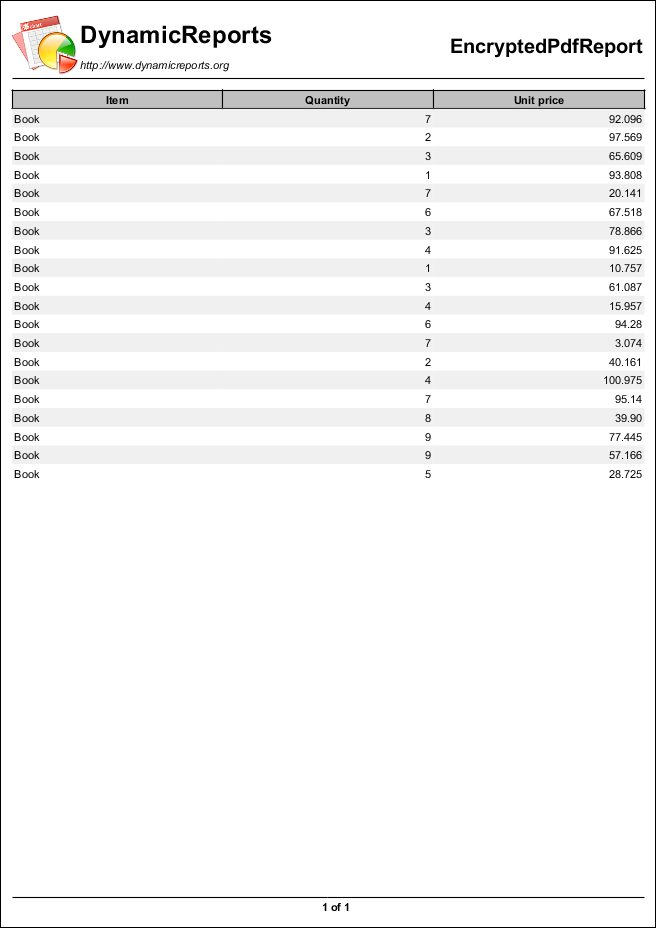 DynamicReports
http://www.dynamicreports.org
EncryptedPdfReport
Item Quantity Unit price
Book 7 92.096
Book 2 97.569
Book 3 65.609
Book 1 93.808
Book 7 20.141
Book 6 67.518
Book 3 78.866
Book 4 91.625
Book 1 10.757
Book 3 61.087
Book 4 15.957
Book 6 94.28
Book 7 3.074
Book 2 40.161
Book 4 100.975
Book 7 95.14
Book 8 39.90
Book 9 77.445
Book 9 57.166
Book 5 28.725
1 of 1